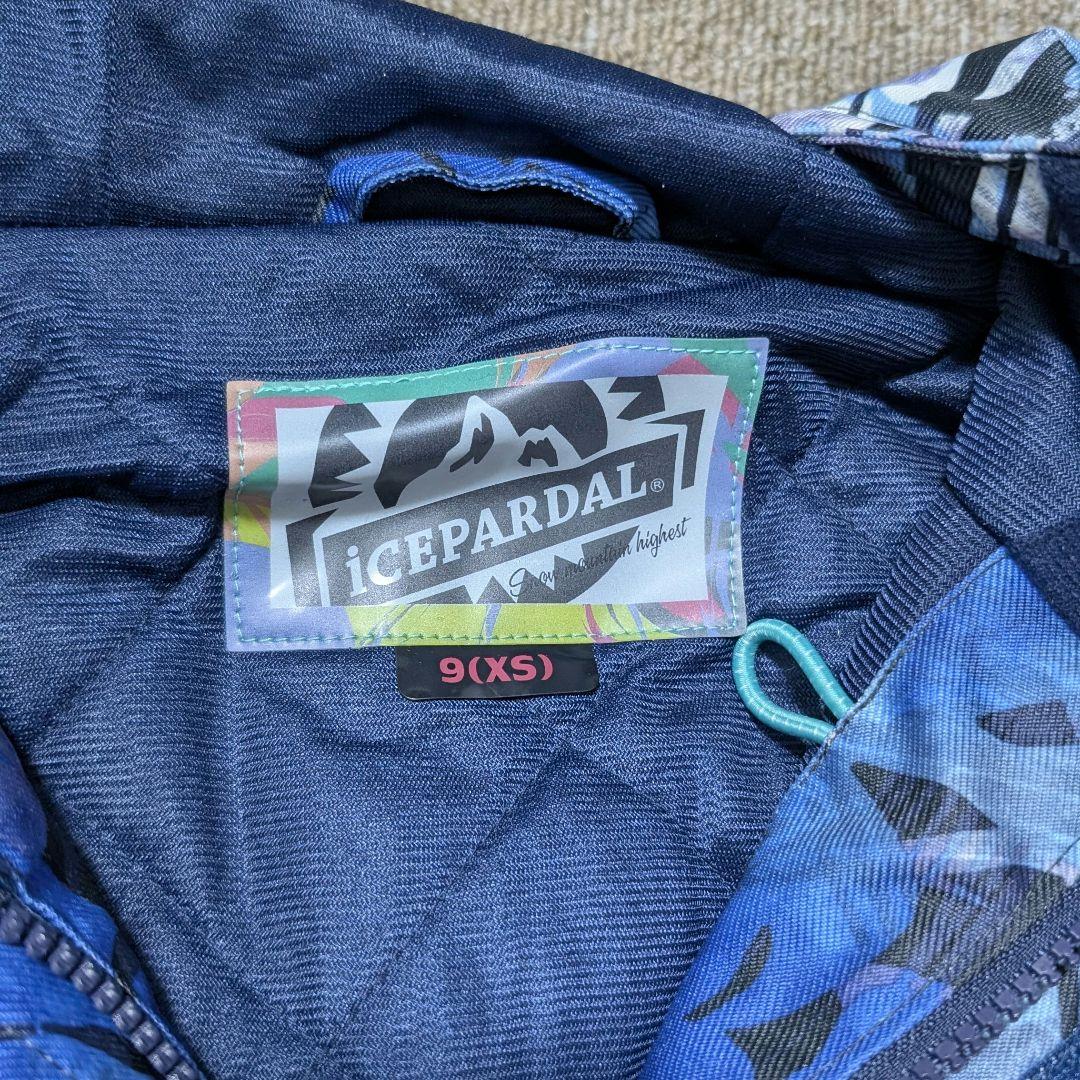 iCEPARDAL®
Snow mountain highest
9(XS)